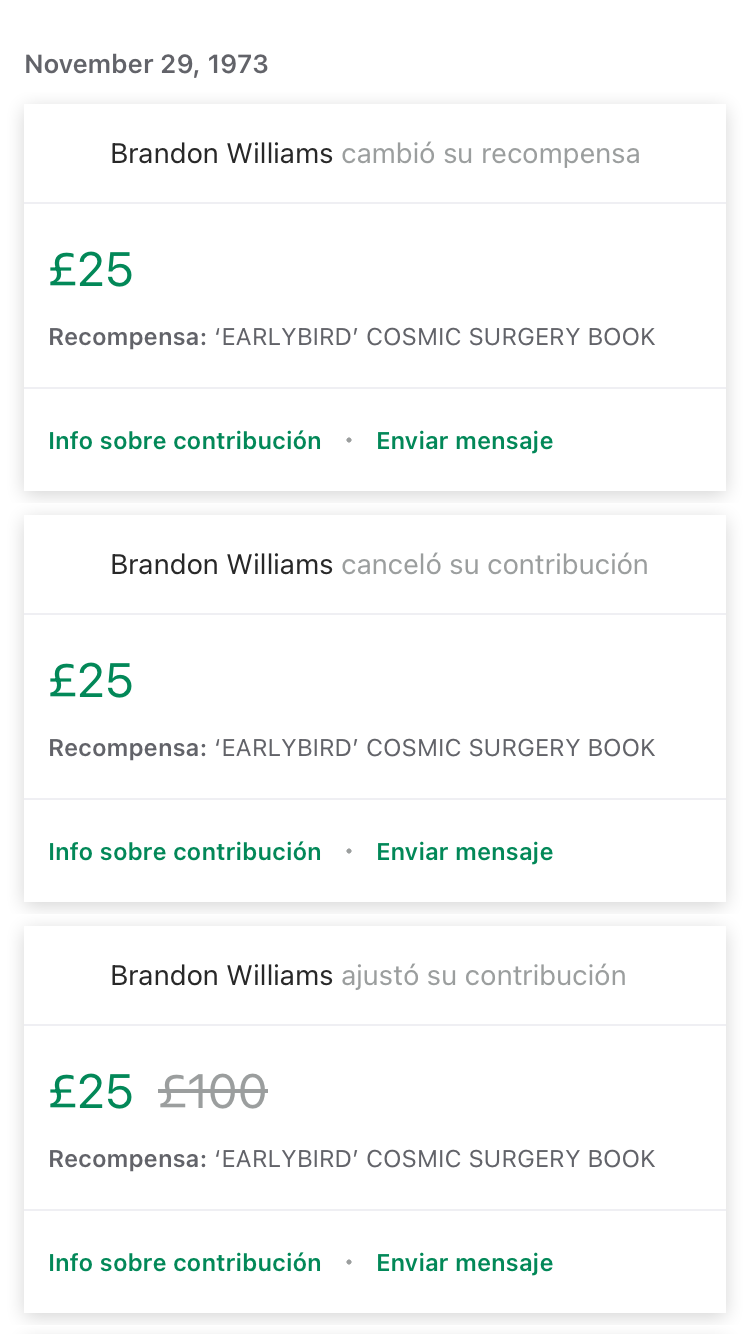 November 29, 1973
Brandon Williams cambió su recompensa
£25
Recompensa: ‘EARLYBIRD’ COSMIC SURGERY BOOK
Info sobre contribución • Enviar mensaje
Brandon Williams canceló su contribución
£25
Recompensa: ‘EARLYBIRD’ COSMIC SURGERY BOOK
Info sobre contribución • Enviar mensaje
Brandon Williams ajustó su contribución
£25 £100
Recompensa: ‘EARLYBIRD’ COSMIC SURGERY BOOK
Info sobre contribución • Enviar mensaje